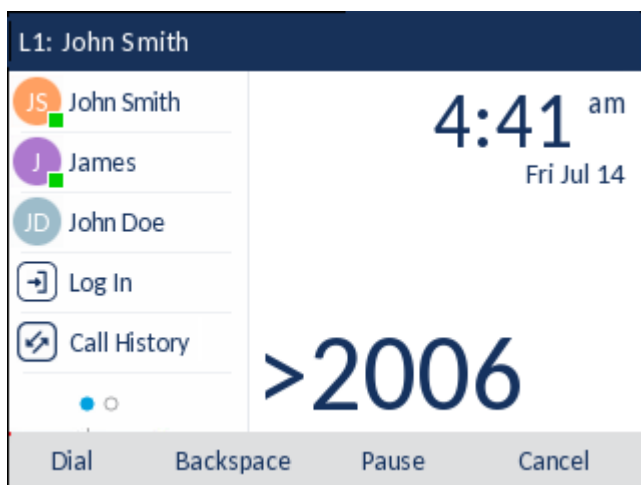 L1: John Smith
JS John Smith
J James
JD John Doe
Log In
Call History
4:41 am
Fri Jul 14
>2006
Dial Backspace Pause Cancel